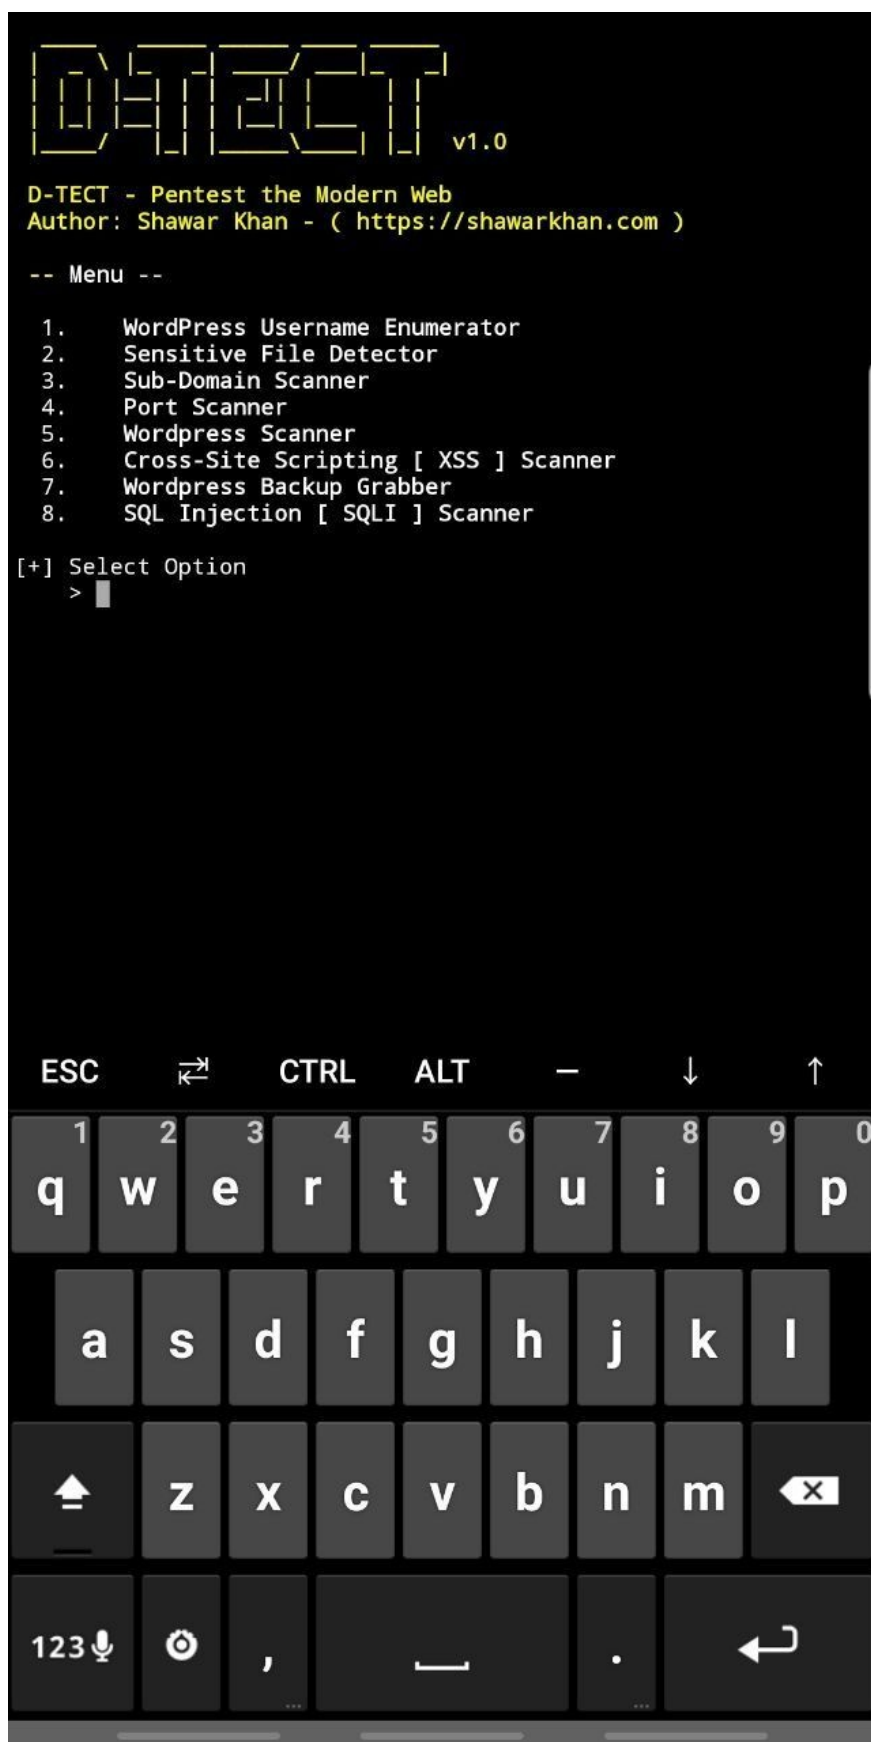 D-TECT v1.0
D-TECT - Pentest the Modern Web
Author: Shawar Khan - ( https://shawarkhan.com )
-- Menu --
1. WordPress Username Enumerator
2. Sensitive File Detector
3. Sub-Domain Scanner
4. Port Scanner
5. Wordpress Scanner
6. Cross-Site Scripting [ XSS ] Scanner
7. Wordpress Backup Grabber
8. SQL Injection [ SQLI ] Scanner
[+] Select Option
>
ESC CTRL ALT – ↓ ↑
1 2 3 4 5 6 7 8 9 0
q w e r t y u i o p
a s d f g h j k l
z x c v b n m
123 , .